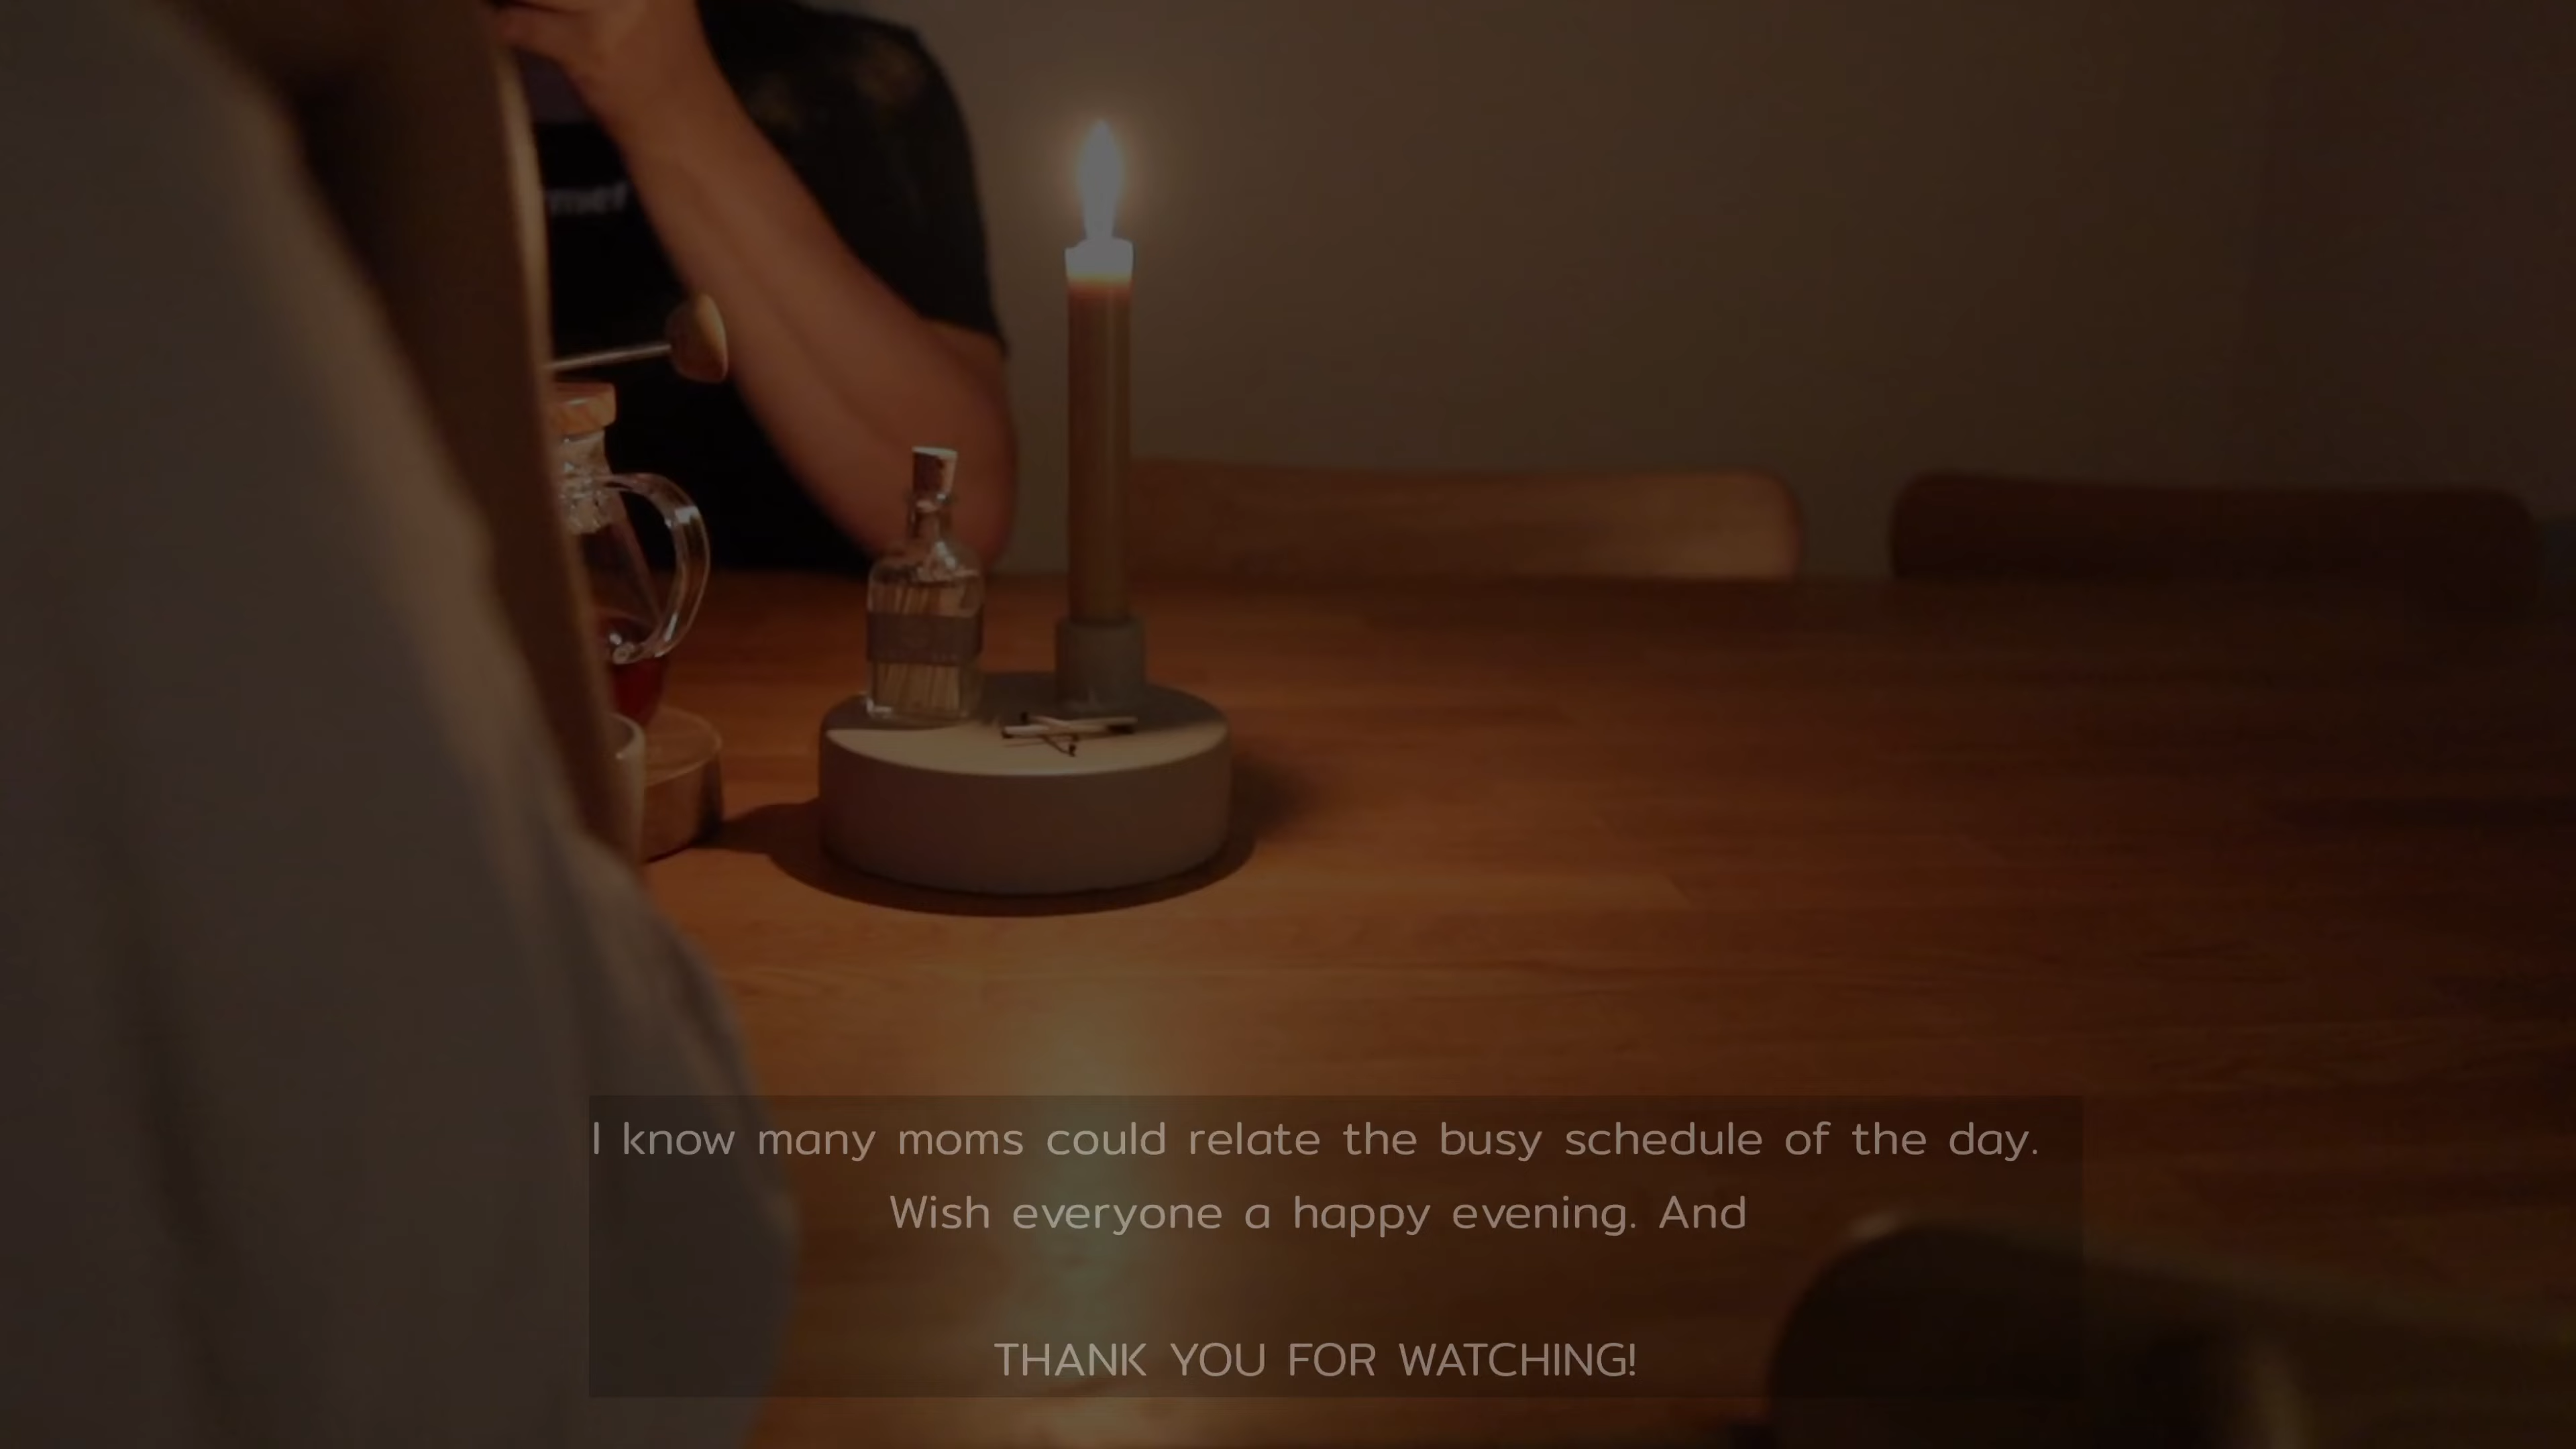 I know many moms could relate the busy schedule of the day.
Wish everyone a happy evening. And
THANK YOU FOR WATCHING!